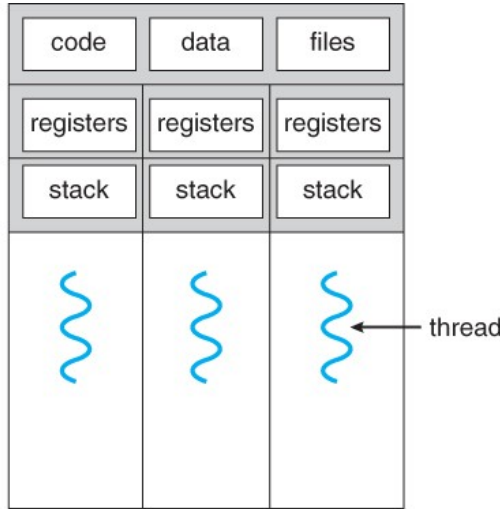 code data files
registers registers registers
stack stack stack
thread